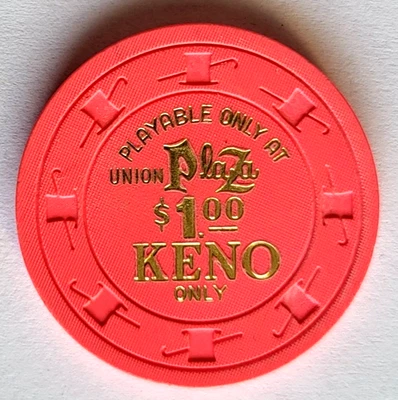 PLAYABLE ONLY AT
UNION PlaZa
$1.00
KENO
ONLY